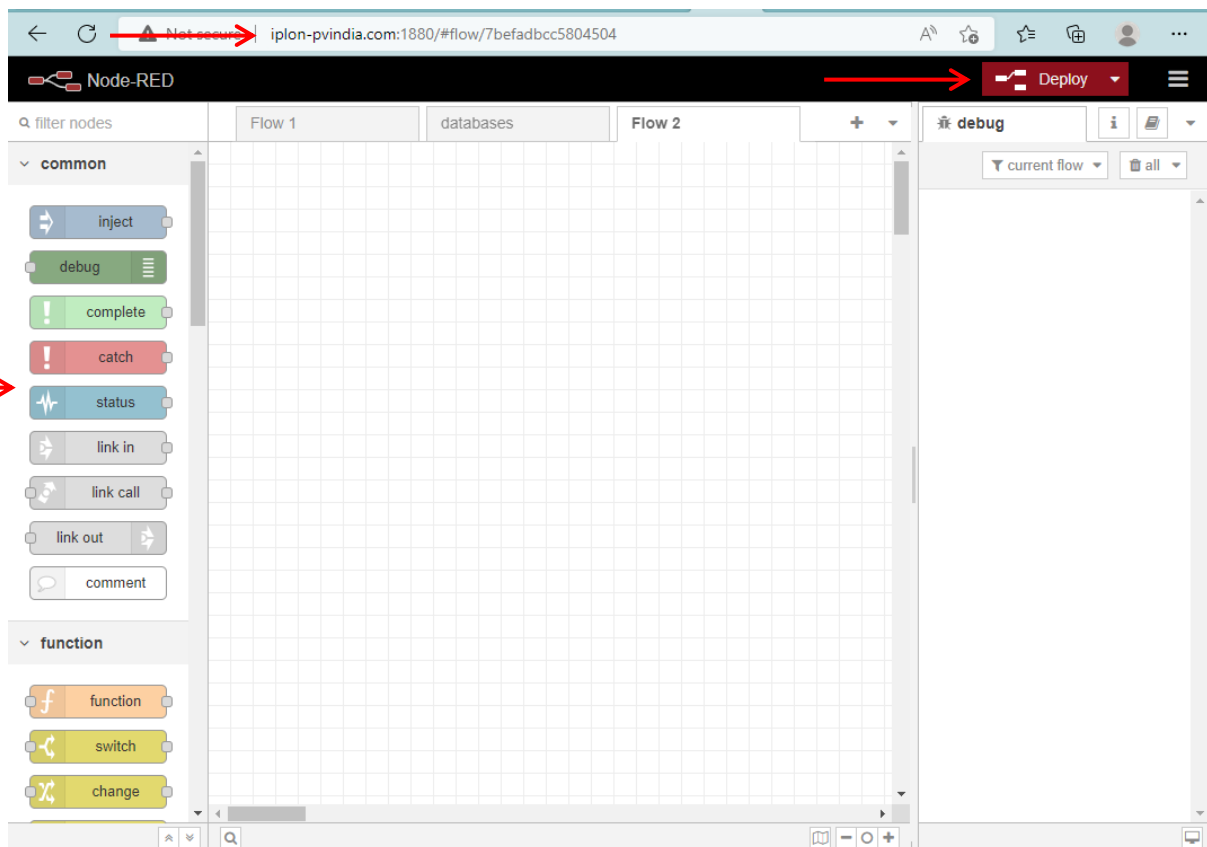 Not secure iplon-pvindia.com:1880/#flow/7befadbcc5804504
Node-RED
Deploy
filter nodes
Flow 1
databases
Flow 2
debug
i
current flow
all
common
inject
debug
complete
catch
status
link in
link call
link out
comment
function
function
switch
change